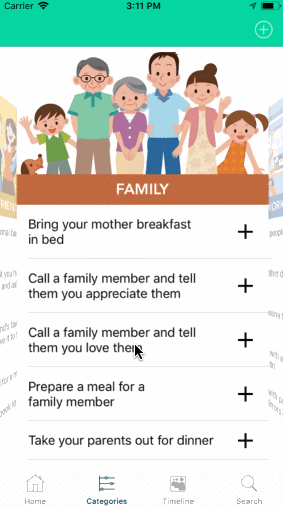 Carrier 3:11 PM
FAMILY
Bring your mother breakfast
in bed
Call a family member and tell
them you appreciate them
Call a family member and tell
them you love them
Prepare a meal for a
family member
Take your parents out for dinner
Home Categories Timeline Search